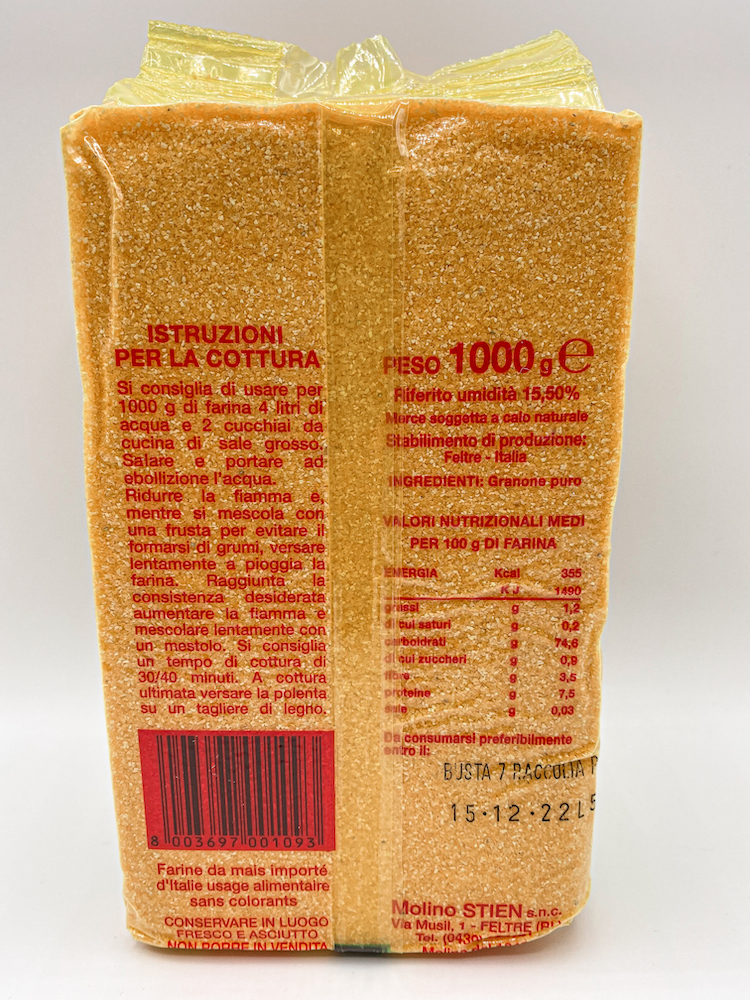 ISTRUZIONI
PER LA COTTURA
Si consiglia di usare per
1000 g di farina 4 litri di
acqua e 2 cucchiai da
cucina di sale grosso.
Salare e portare ad
ebollizione l'acqua.
Ridurre la fiamma e,
mentre si mescola con
una frusta per evitare il
formarsi di grumi, versare
lentamente a pioggia la
farina. Raggiunta la
consistenza desiderata
aumentare la fiamma e
mescolare lentamente con
un mestolo. Si consiglia
un tempo di cottura di
30/40 minuti. A cottura
ultimata versare la polenta
su un tagliere di legno.
8 003697 001093
Farine da mais importé
d'Italie usage alimentaire
sans colorants
CONSERVARE IN LUOGO
FRESCO E ASCIUTTO
NON PORRE IN VENDITA
PESO 1000 g ℮
Riferito umidità 15,50%
Merce soggetta a calo naturale
Stabilimento di produzione:
Feltre - Italia
INGREDIENTI: Granone puro
VALORI NUTRIZIONALI MEDI
PER 100 g DI FARINA
ENERGIA Kcal 355
KJ 1490
grassi g 1,2
di cui saturi g 0,2
carboidrati g 74,6
di cui zuccheri g 0,9
fibre g 3,5
proteine g 7,5
sale g 0,03
Da consumarsi preferibilmente
entro il:
BUSTA 7 RACCOLTA
15·12·22 L
Molino STIEN s.n.c.
Via Musil, 1 - FELTRE
Tel.